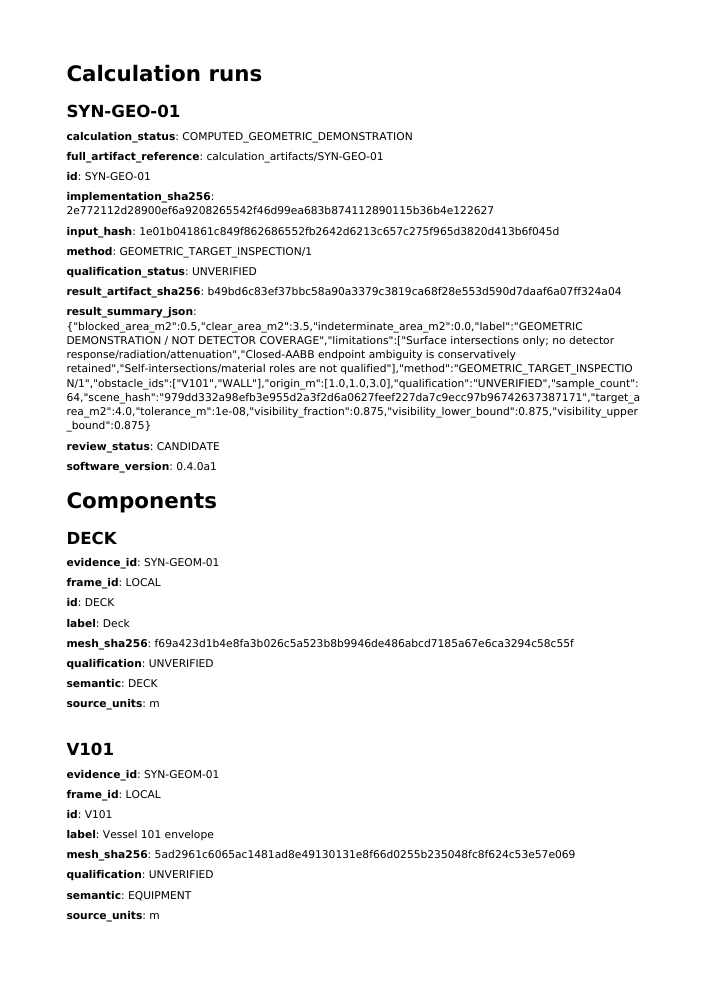 Calculation runs
SYN-GEO-01
calculation_status: COMPUTED_GEOMETRIC_DEMONSTRATION
full_artifact_reference: calculation_artifacts/SYN-GEO-01
id: SYN-GEO-01
implementation_sha256:
2e772112d28900ef6a9208265542f46d99ea683b874112890115b36b4e122627
input_hash: 1e01b041861c849f862686552fb2642d6213c657c275f965d3820d413b6f045d
method: GEOMETRIC_TARGET_INSPECTION/1
qualification_status: UNVERIFIED
result_artifact_sha256: b49bd6c83ef37bbc58a90a3379c3819ca68f28e553d590d7daaf6a07ff324a04
result_summary_json:
{"blocked_area_m2":0.5,"clear_area_m2":3.5,"indeterminate_area_m2":0.0,"label":"GEOMETRIC
DEMONSTRATION / NOT DETECTOR COVERAGE","limitations":["Surface intersections only; no detector
response/radiation/attenuation","Closed-AABB endpoint ambiguity is conservatively
retained","Self-intersections/material roles are not qualified"],"method":"GEOMETRIC_TARGET_INSPECTIO
N/1","obstacle_ids":["V101","WALL"],"origin_m":[1.0,1.0,3.0],"qualification":"UNVERIFIED","sample_count":
64,"scene_hash":"979dd332a98efb3e955d2a3f2d6a0627feef227da7c9ecc97b96742637387171","target_a
rea_m2":4.0,"tolerance_m":1e-08,"visibility_fraction":0.875,"visibility_lower_bound":0.875,"visibility_upper
_bound":0.875}
review_status: CANDIDATE
software_version: 0.4.0a1
Components
DECK
evidence_id: SYN-GEOM-01
frame_id: LOCAL
id: DECK
label: Deck
mesh_sha256: f69a423d1b4e8fa3b026c5a523b8b9946de486abcd7185a67e6ca3294c58c55f
qualification: UNVERIFIED
semantic: DECK
source_units: m
V101
evidence_id: SYN-GEOM-01
frame_id: LOCAL
id: V101
label: Vessel 101 envelope
mesh_sha256: 5ad2961c6065ac1481ad8e49130131e8f66d0255b235048fc8f624c53e57e069
qualification: UNVERIFIED
semantic: EQUIPMENT
source_units: m